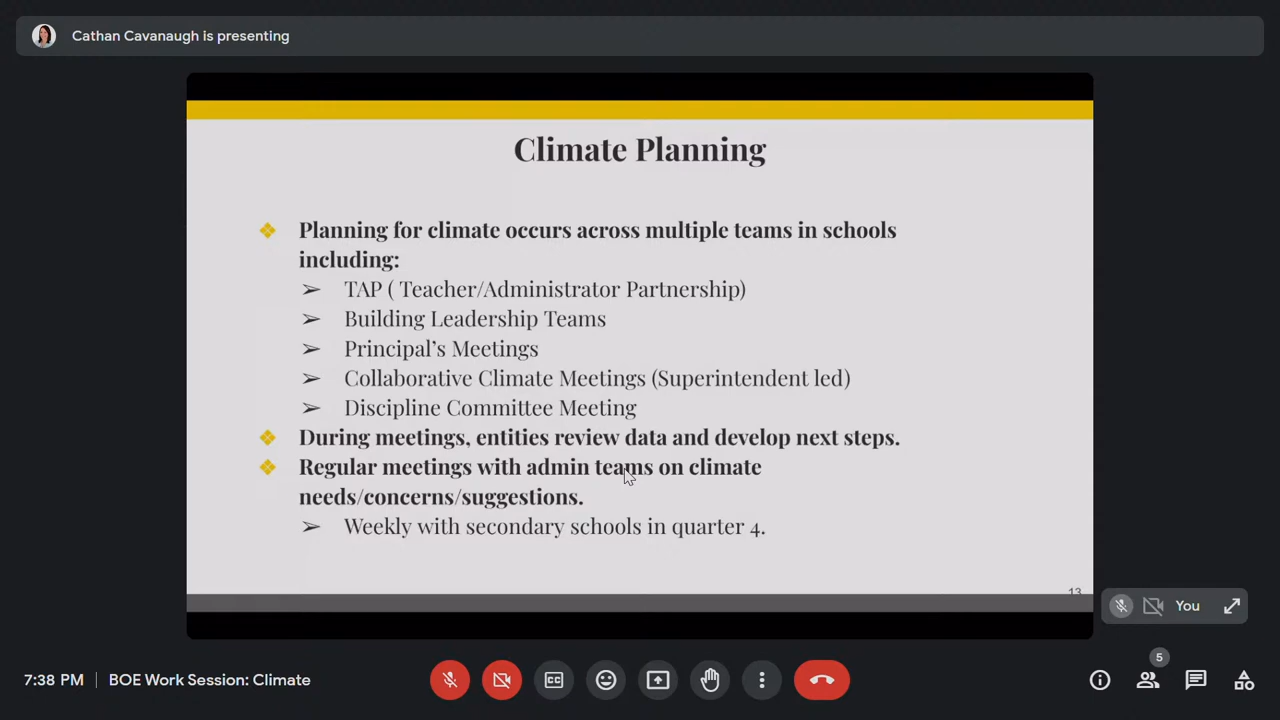 Cathan Cavanaugh is presenting
Climate Planning
❖ Planning for climate occurs across multiple teams in schools
including:
➢ TAP ( Teacher/Administrator Partnership)
➢ Building Leadership Teams
➢ Principal’s Meetings
➢ Collaborative Climate Meetings (Superintendent led)
➢ Discipline Committee Meeting
❖ During meetings, entities review data and develop next steps.
❖ Regular meetings with admin teams on climate
needs/concerns/suggestions.
➢ Weekly with secondary schools in quarter 4.
13
You
5
7:38 PM | BOE Work Session: Climate